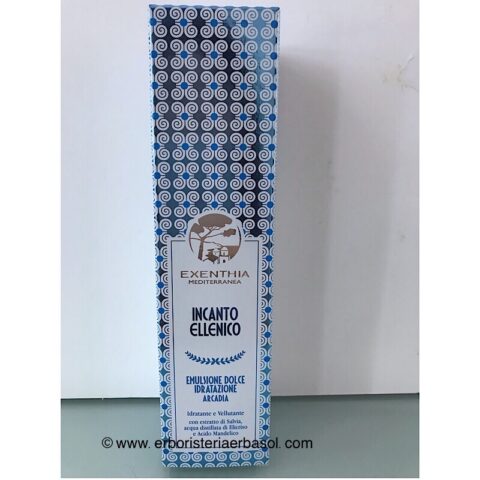 EXENTHIA
MEDITERRANEA
INCANTO
ELLENICO
EMULSIONE DOLCE
IDRATAZIONE
ARCADIA
Idratante e Vellutante
con estratto di Salvia,
acqua distillata di Elicriso
e Acido Mandelico
© www.erboristeriaerbasol.com